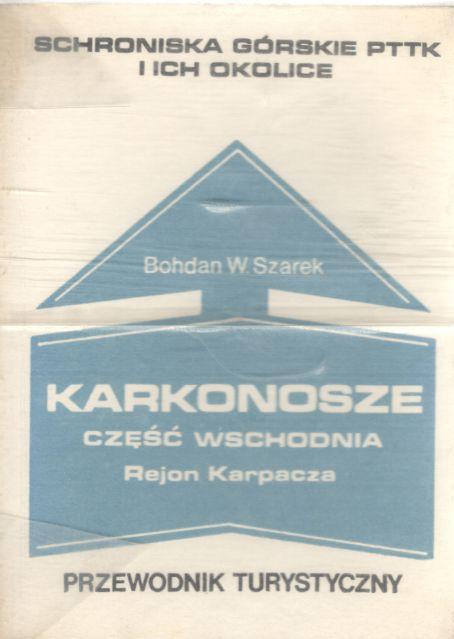 SCHRONISKA GÓRSKIE PTTK
I ICH OKOLICE
Bohdan W. Szarek
KARKONOSZE
CZĘŚĆ WSCHODNIA
Rejon Karpacza
PRZEWODNIK TURYSTYCZNY